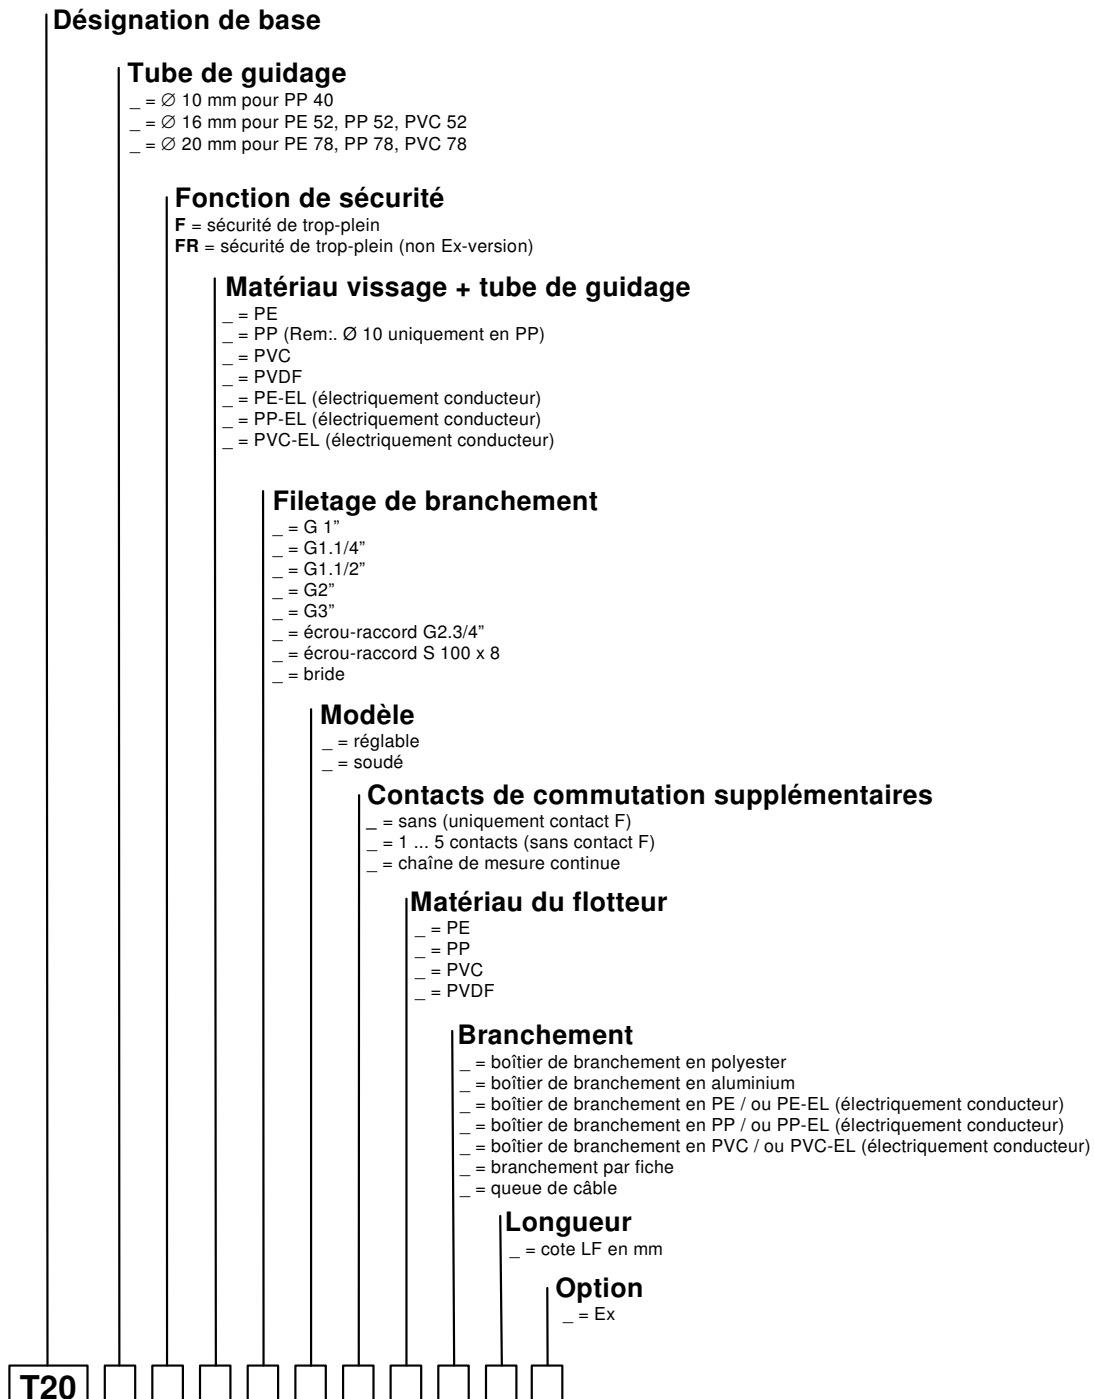 Désignation de base
Tube de guidage
_ = ∅ 10 mm pour PP 40
_ = ∅ 16 mm pour PE 52, PP 52, PVC 52
_ = ∅ 20 mm pour PE 78, PP 78, PVC 78
Fonction de sécurité
F = sécurité de trop-plein
FR = sécurité de trop-plein (non Ex-version)
Matériau vissage + tube de guidage
_ = PE
_ = PP (Rem:. Ø 10 uniquement en PP)
_ = PVC
_ = PVDF
_ = PE-EL (électriquement conducteur)
_ = PP-EL (électriquement conducteur)
_ = PVC-EL (électriquement conducteur)
Filetage de branchement
_ = G 1”
_ = G1.1/4”
_ = G1.1/2”
_ = G2”
_ = G3”
_ = écrou-raccord G2.3/4”
_ = écrou-raccord S 100 x 8
_ = bride
Modèle
_ = réglable
_ = soudé
Contacts de commutation supplémentaires
_ = sans (uniquement contact F)
_ = 1 ... 5 contacts (sans contact F)
_ = chaîne de mesure continue
Matériau du flotteur
_ = PE
_ = PP
_ = PVC
_ = PVDF
Branchement
_ = boîtier de branchement en polyester
_ = boîtier de branchement en aluminium
_ = boîtier de branchement en PE / ou PE-EL (électriquement conducteur)
_ = boîtier de branchement en PP / ou PP-EL (électriquement conducteur)
_ = boîtier de branchement en PVC / ou PVC-EL (électriquement conducteur)
_ = branchement par fiche
_ = queue de câble
Longueur
_ = cote LF en mm
Option
_ = Ex
T20